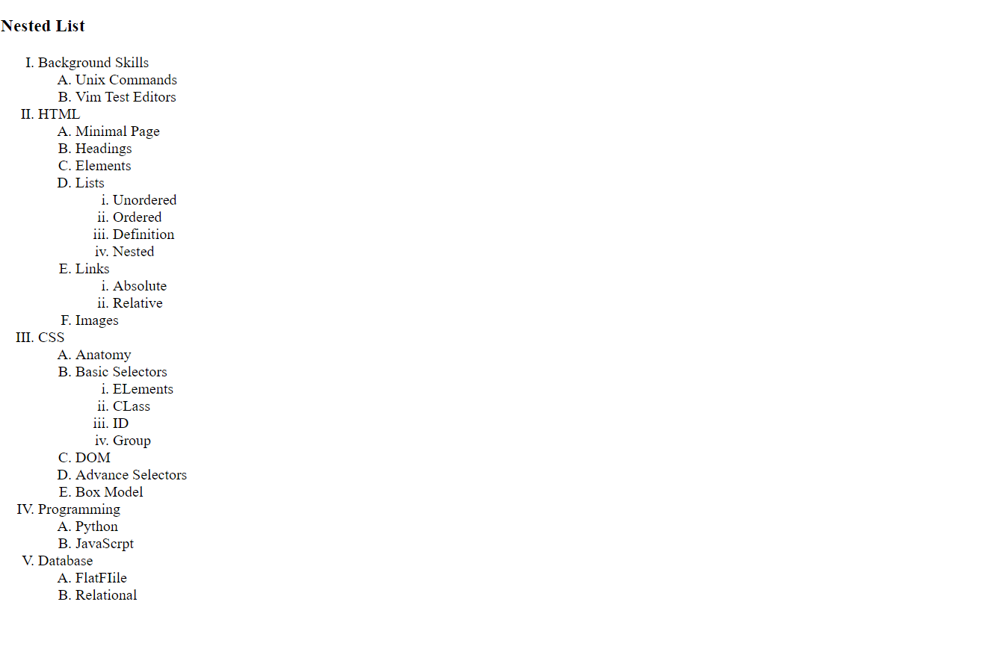 Nested List
I. Background Skills
A. Unix Commands
B. Vim Test Editors
II. HTML
A. Minimal Page
B. Headings
C. Elements
D. Lists
i. Unordered
ii. Ordered
iii. Definition
iv. Nested
E. Links
i. Absolute
ii. Relative
F. Images
III. CSS
A. Anatomy
B. Basic Selectors
i. ELements
ii. CLass
iii. ID
iv. Group
C. DOM
D. Advance Selectors
E. Box Model
IV. Programming
A. Python
B. JavaScrpt
V. Database
A. FlatFIile
B. Relational